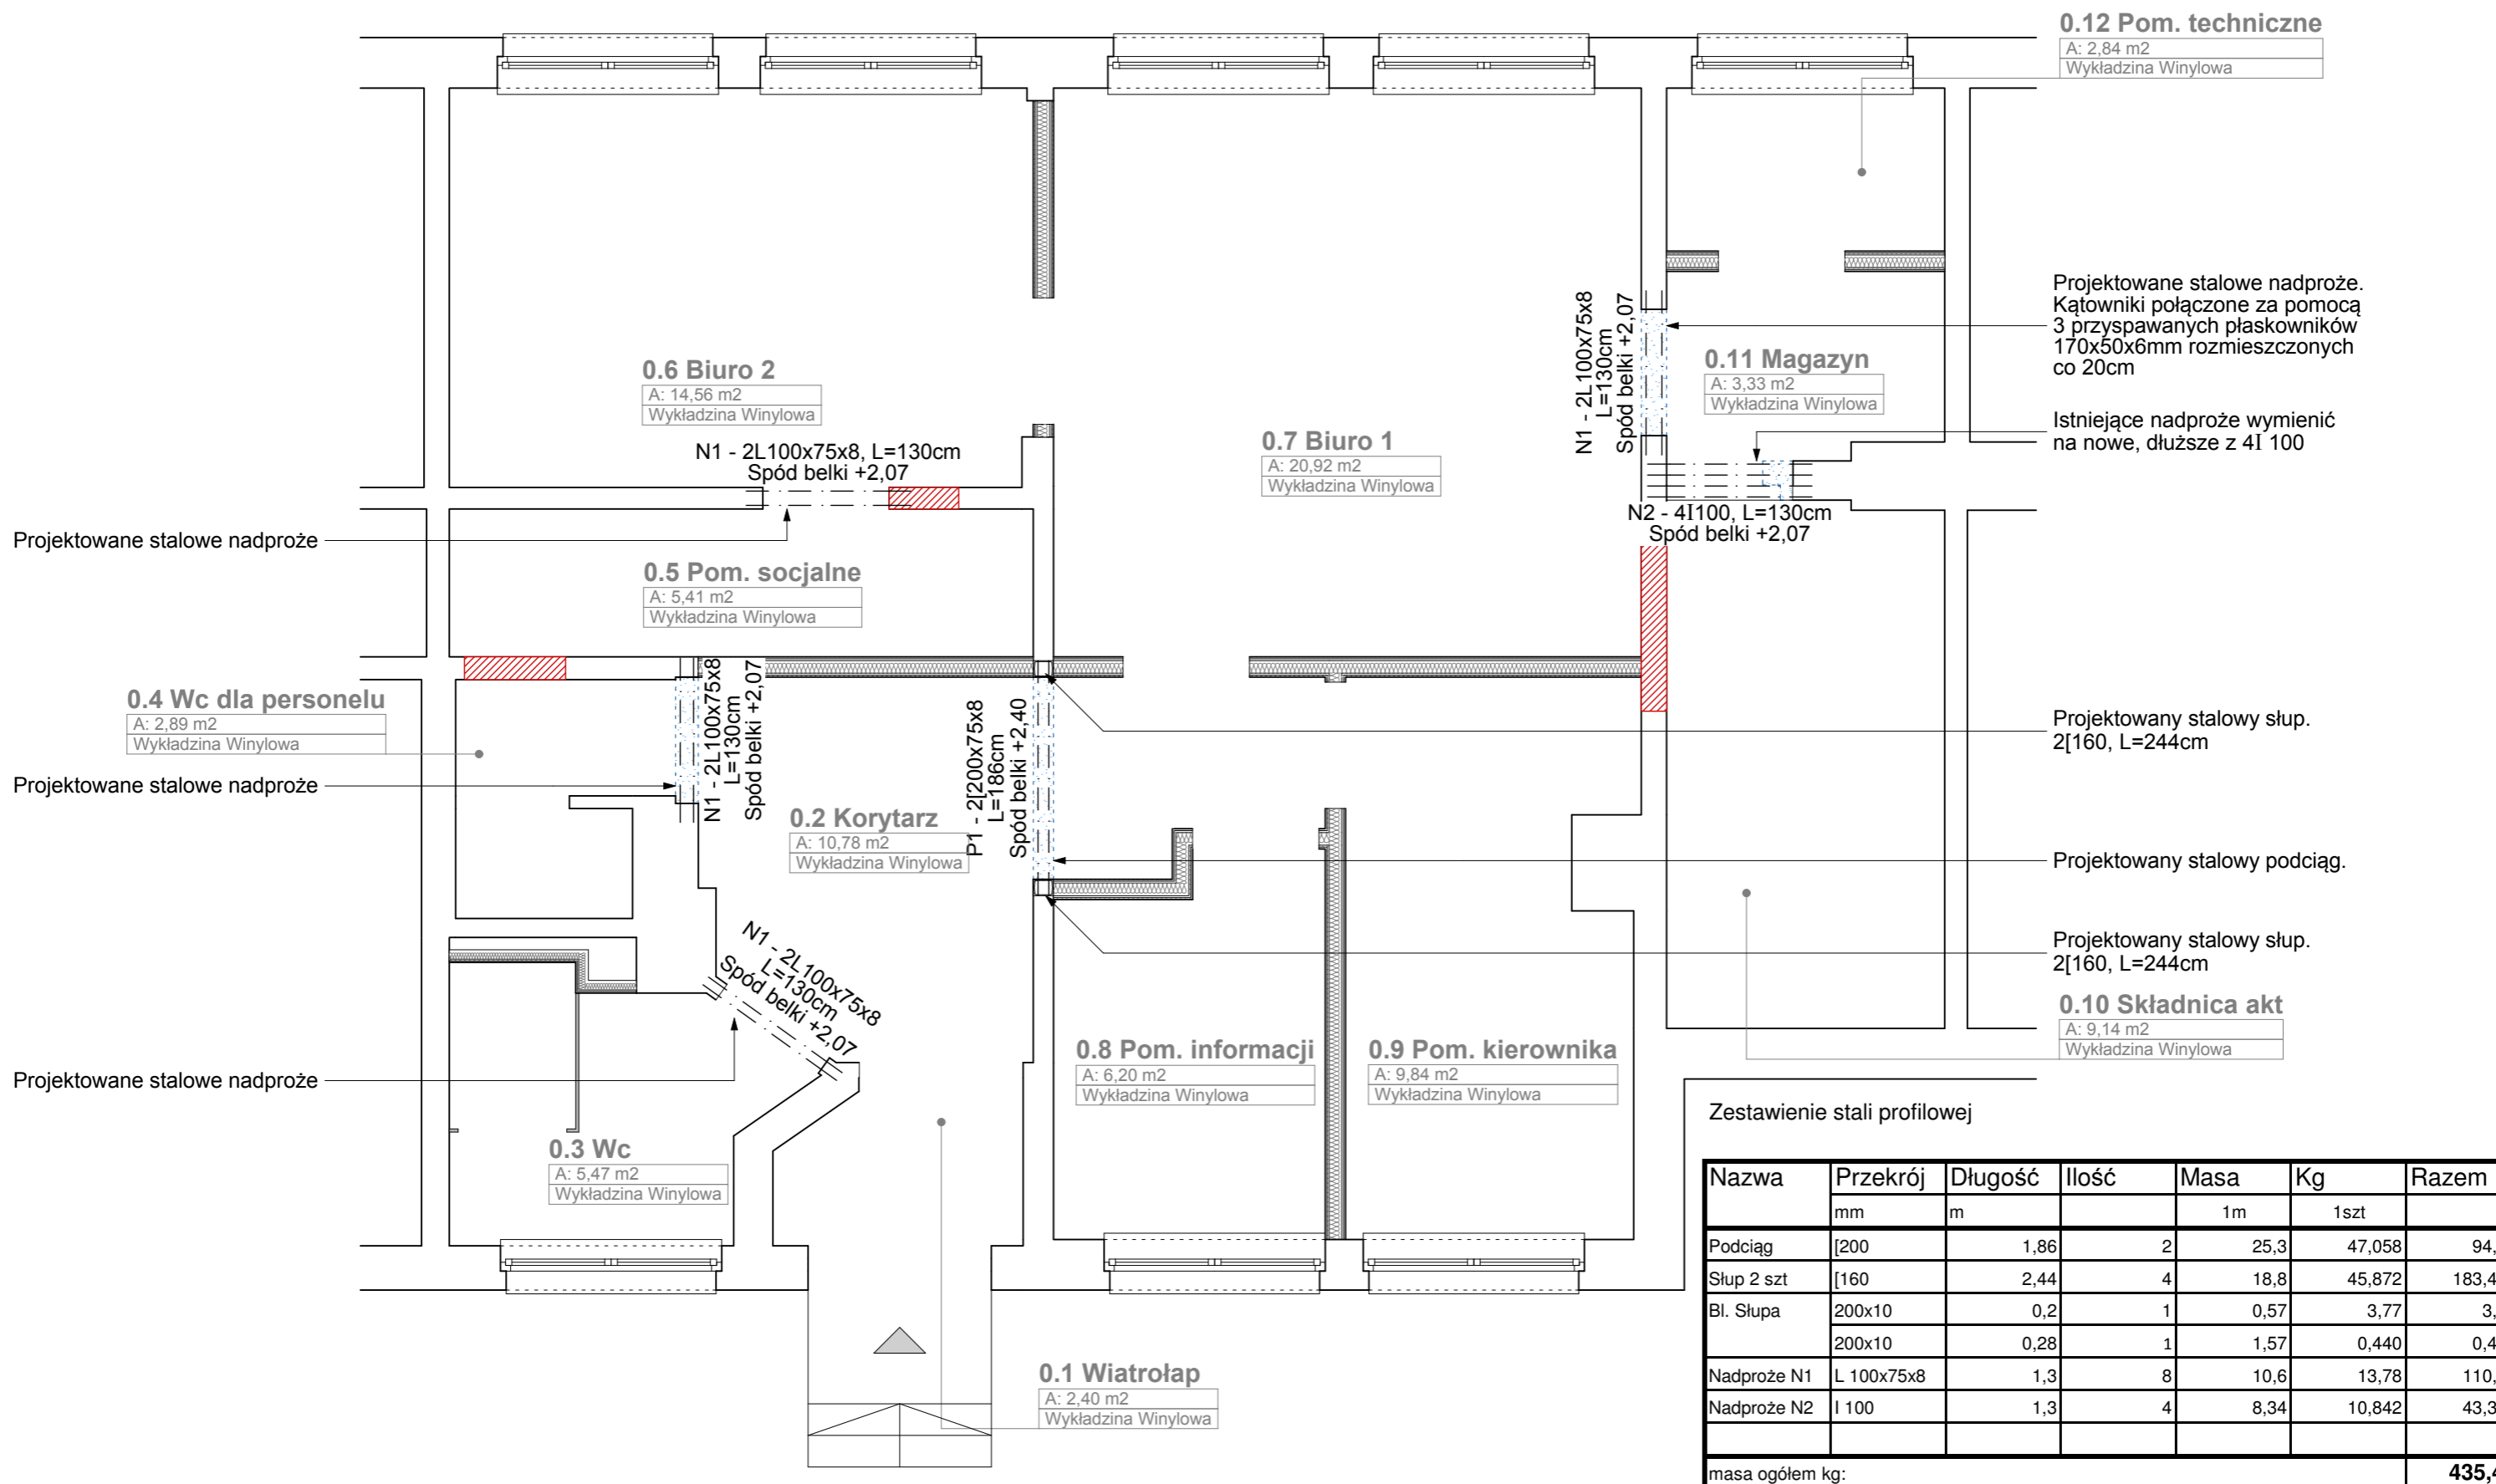 0.12 Pom. techniczne
A: 2,84 m2
Wykładzina Winylowa
Projektowane stalowe nadproże.
Kątowniki połączone za pomocą
3 przyspawanych płaskowników
170x50x6mm rozmieszczonych
co 20cm
N1 - 2L100x75x8
L=130cm
Spód belki +2,07
0.11 Magazyn
A: 3,33 m2
Wykładzina Winylowa
Istniejące nadproże wymienić
na nowe, dłuższe z 4I 100
0.6 Biuro 2
A: 14,56 m2
Wykładzina Winylowa
N1 - 2L100x75x8, L=130cm
Spód belki +2,07
0.7 Biuro 1
A: 20,92 m2
Wykładzina Winylowa
N2 - 4I100, L=130cm
Spód belki +2,07
Projektowane stalowe nadproże
0.5 Pom. socjalne
A: 5,41 m2
Wykładzina Winylowa
0.4 Wc dla personelu
A: 2,89 m2
Wykładzina Winylowa
N1 - 2L100x75x8
L=130cm
Spód belki +2,07
Projektowane stalowe nadproże
0.2 Korytarz
A: 10,78 m2
Wykładzina Winylowa
P1 - 2[200x75x8
L=186cm
Spód belki +2,40
Projektowany stalowy słup.
2[160, L=244cm
Projektowany stalowy podciąg.
Projektowany stalowy słup.
2[160, L=244cm
0.10 Składnica akt
A: 9,14 m2
Wykładzina Winylowa
N1 - 2L100x75x8
L=130cm
Spód belki +2,07
Projektowane stalowe nadproże
0.8 Pom. informacji
A: 6,20 m2
Wykładzina Winylowa
0.9 Pom. kierownika
A: 9,84 m2
Wykładzina Winylowa
0.3 Wc
A: 5,47 m2
Wykładzina Winylowa
0.1 Wiatrołap
A: 2,40 m2
Wykładzina Winylowa
Zestawienie stali profilowej
Nazwa Przekrój Długość Ilość Masa Kg Razem
mm m 1m 1szt
Podciąg [200 1,86 2 25,3 47,058 94,
Słup 2 szt [160 2,44 4 18,8 45,872 183,4
Bl. Słupa 200x10 0,2 1 0,57 3,77 3,
200x10 0,28 1 1,57 0,440 0,4
Nadproże N1 L 100x75x8 1,3 8 10,6 13,78 110,
Nadproże N2 I 100 1,3 4 8,34 10,842 43,3
masa ogółem kg: 435,4